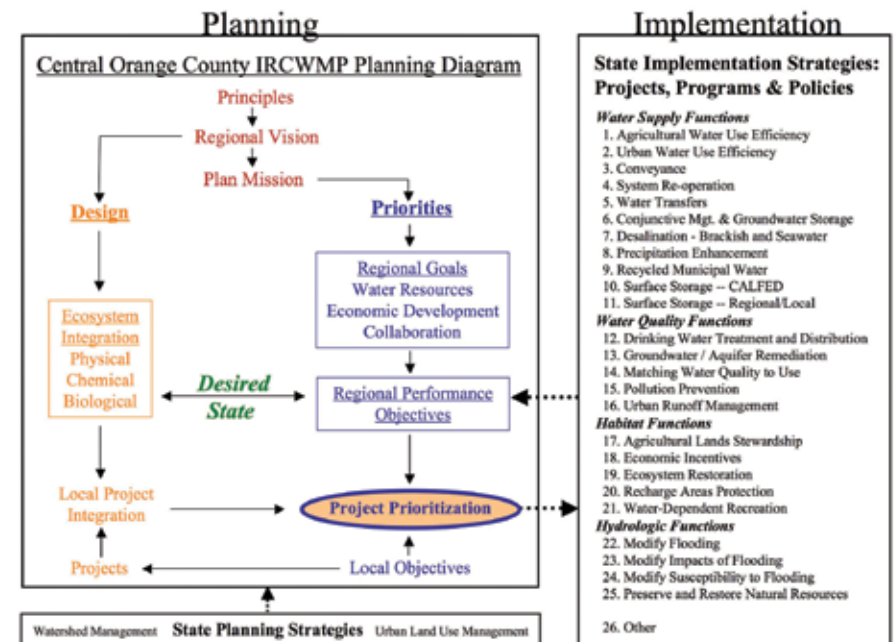 Planning
Central Orange County IRCWMP Planning Diagram
Principles
Regional Vision
Plan Mission
Design
Priorities
Regional Goals
Water Resources
Economic Development
Collaboration
Ecosystem
Integration
Physical
Chemical
Biological
Desired
State
Regional Performance
Objectives
Local Project
Integration
Project Prioritization
Projects
Local Objectives
Watershed Management State Planning Strategies Urban Land Use Management
Implementation
State Implementation Strategies:
Projects, Programs & Policies
Water Supply Functions
1. Agricultural Water Use Efficiency
2. Urban Water Use Efficiency
3. Conveyance
4. System Re-operation
5. Water Transfers
6. Conjunctive Mgt. & Groundwater Storage
7. Desalination - Brackish and Seawater
8. Precipitation Enhancement
9. Recycled Municipal Water
10. Surface Storage -- CALFED
11. Surface Storage -- Regional/Local
Water Quality Functions
12. Drinking Water Treatment and Distribution
13. Groundwater / Aquifer Remediation
14. Matching Water Quality to Use
15. Pollution Prevention
16. Urban Runoff Management
Habitat Functions
17. Agricultural Lands Stewardship
18. Economic Incentives
19. Ecosystem Restoration
20. Recharge Areas Protection
21. Water-Dependent Recreation
Hydrologic Functions
22. Modify Flooding
23. Modify Impacts of Flooding
24. Modify Susceptibility to Flooding
25. Preserve and Restore Natural Resources
26. Other